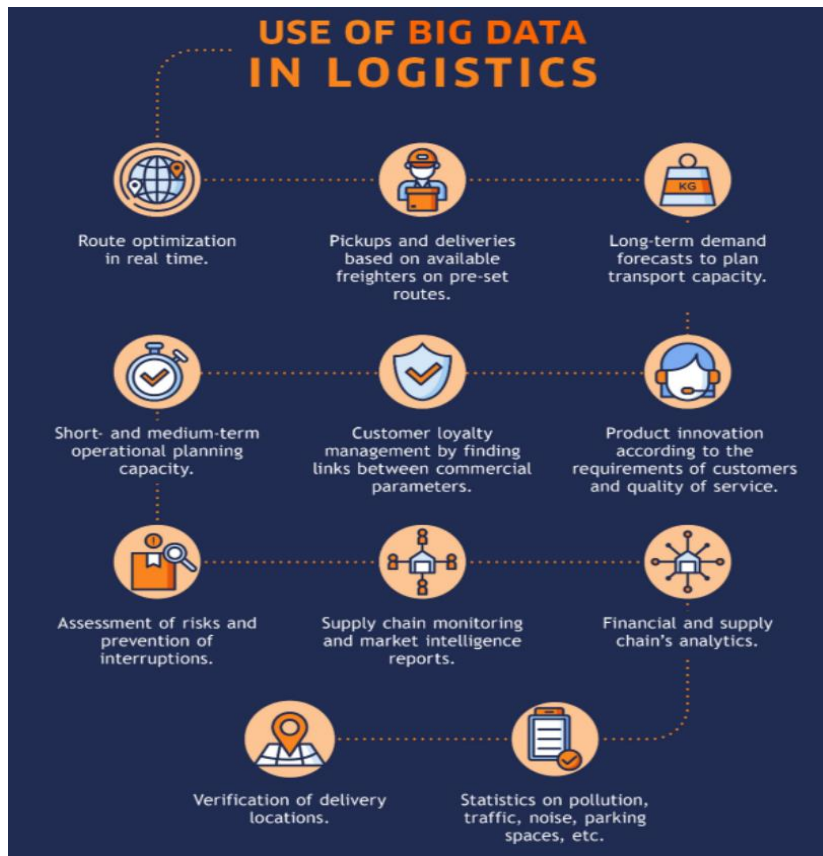 USE OF BIG DATA
IN LOGISTICS
Route optimization
in real time.
Pickups and deliveries
based on available
freighters on pre-set
routes.
KG
Long-term demand
forecasts to plan
transport capacity.
Short- and medium-term
operational planning
capacity.
Customer loyalty
management by finding
links between commercial
parameters.
Product innovation
according to the
requirements of customers
and quality of service.
Assessment of risks and
prevention of
interruptions.
Supply chain monitoring
and market intelligence
reports.
Financial and supply
chain's analytics.
Verification of delivery
locations.
Statistics on pollution,
traffic, noise, parking
spaces, etc.